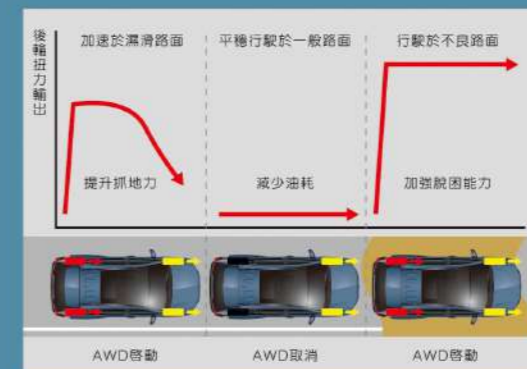 後輪扭力輸出
加速於濕滑路面
平穩行駛於一般路面
行駛於不良路面
提升抓地力
減少油耗
加強脫困能力
AWD啓動
AWD取消
AWD啓動